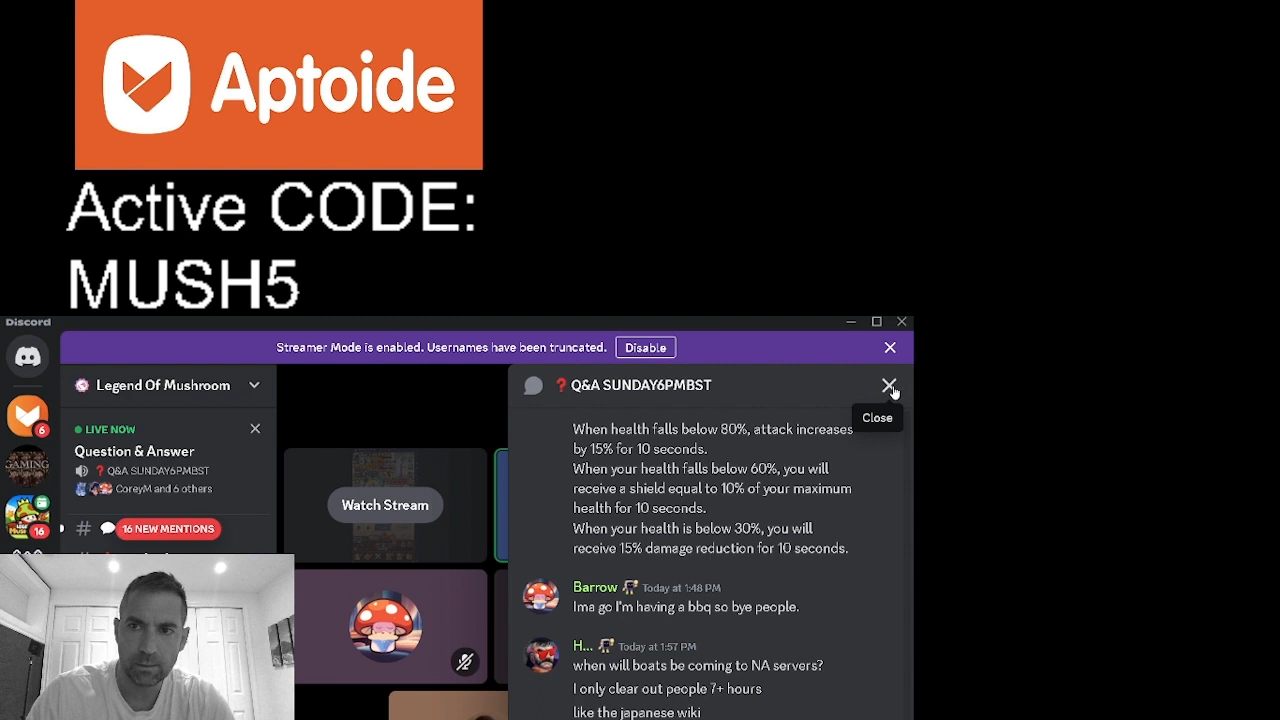 Aptoide
Active CODE:
MUSH5
Discord
Streamer Mode is enabled. Usernames have been truncated.
Disable
Legend Of Mushroom
❓ Q&A SUNDAY6PMBST
Close
LIVE NOW
Question & Answer
❓ Q&A SUNDAY6PMBST
CoreyM and 6 others
16 NEW MENTIONS
6
GAMING
16
Watch Stream
When health falls below 80%, attack increases
by 15% for 10 seconds.
When your health falls below 60%, you will
receive a shield equal to 10% of your maximum
health for 10 seconds.
When your health is below 30%, you will
receive 15% damage reduction for 10 seconds.
Barrow Today at 1:48 PM
Ima go I'm having a bbq so bye people.
H... Today at 1:57 PM
when will boats be coming to NA servers?
I only clear out people 7+ hours
like the japanese wiki